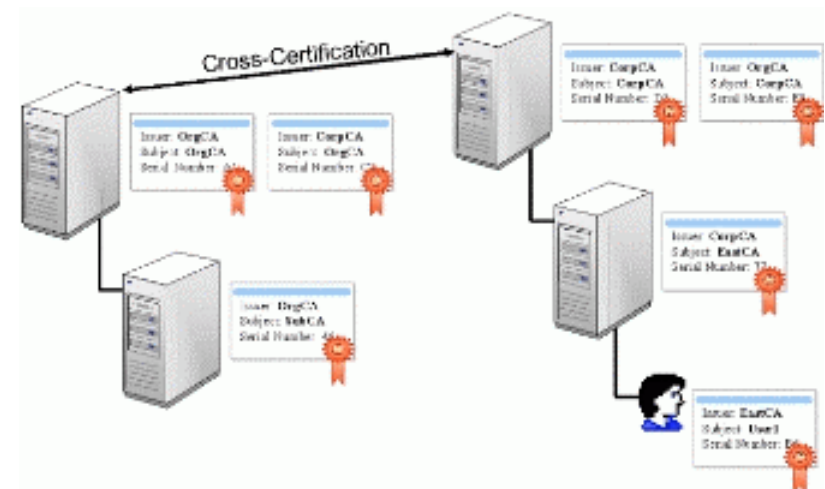 Cross-Certification
Issuer: CorpCA
Subject: CorpCA
Serial Number:
Issuer: OrgCA
Subject: CorpCA
Serial Number:
Issuer: OrgCA
Subject: OrgCA
Serial Number:
Issuer: CorpCA
Subject: OrgCA
Serial Number:
Issuer: CorpCA
Subject: EastCA
Serial Number:
Issuer: OrgCA
Subject: SubCA
Serial Number:
Issuer: EastCA
Subject: User1
Serial Number: